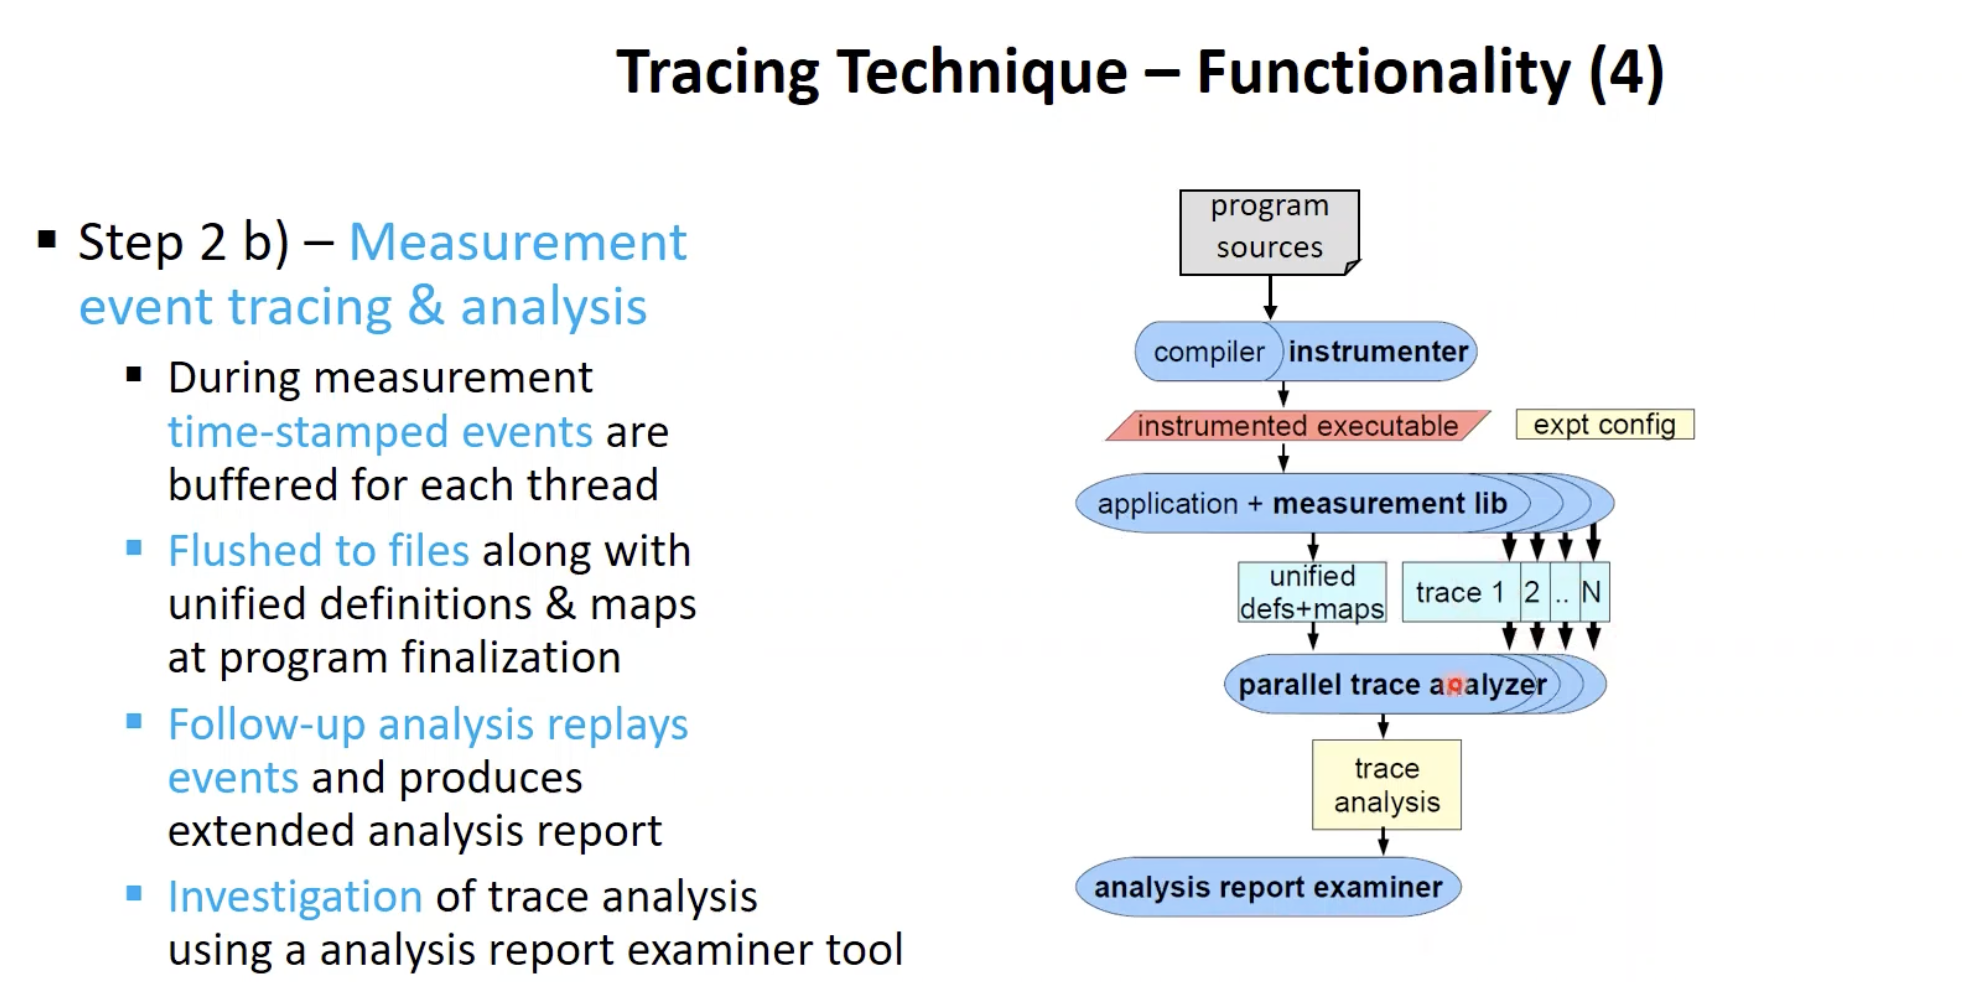 Tracing Technique – Functionality (4)
▪ Step 2 b) – Measurement
event tracing & analysis
▪ During measurement
time-stamped events are
buffered for each thread
▪ Flushed to files along with
unified definitions & maps
at program finalization
▪ Follow-up analysis replays
events and produces
extended analysis report
▪ Investigation of trace analysis
using a analysis report examiner tool
program
sources
compiler instrumenter
instrumented executable
expt config
application + measurement lib
unified
defs+maps
trace 1 2 .. N
parallel trace analyzer
trace
analysis
analysis report examiner